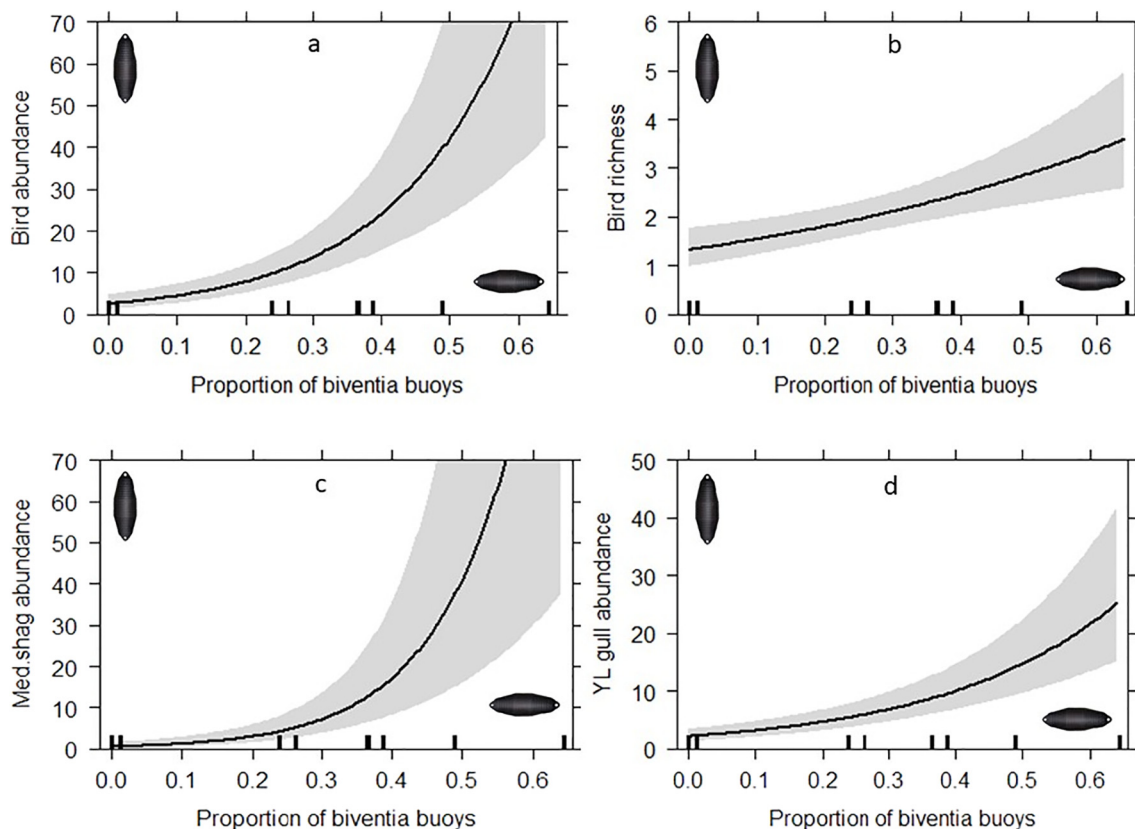 a
Bird abundance
70
60
50
40
30
20
10
0
0.0 0.1 0.2 0.3 0.4 0.5 0.6
Proportion of biventia buoys
b
Bird richness
6
5
4
3
2
1
0
0.0 0.1 0.2 0.3 0.4 0.5 0.6
Proportion of biventia buoys
c
Med.shag abundance
70
60
50
40
30
20
10
0
0.0 0.1 0.2 0.3 0.4 0.5 0.6
Proportion of biventia buoys
d
YL gull abundance
50
40
30
20
10
0
0.0 0.1 0.2 0.3 0.4 0.5 0.6
Proportion of biventia buoys